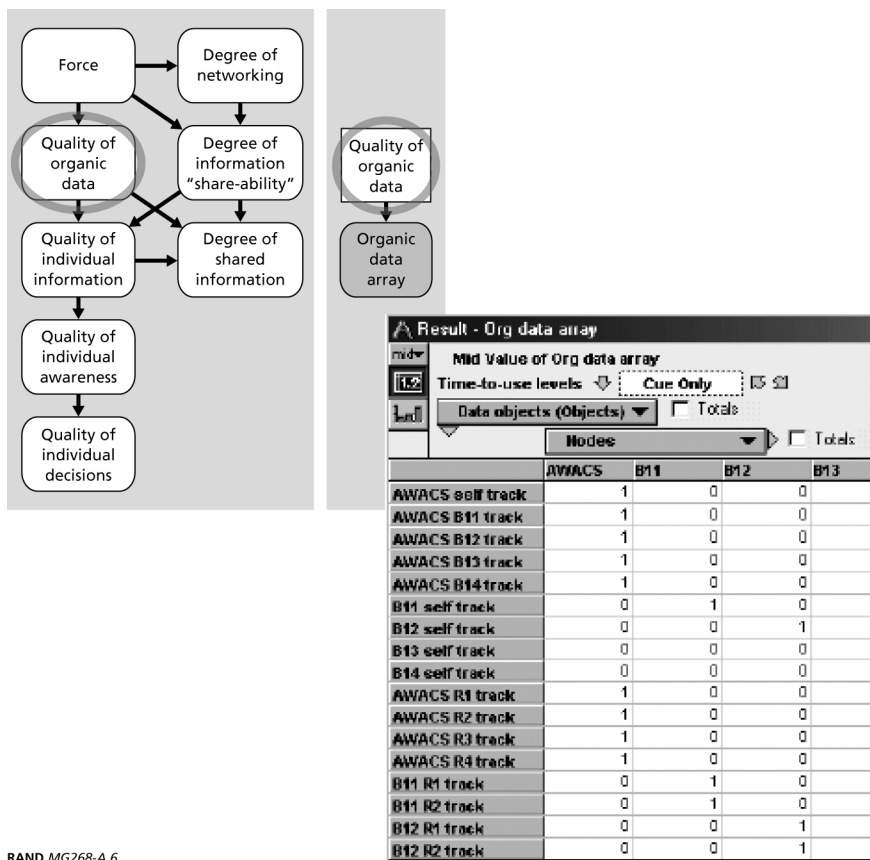 Force
Degree of
networking
Quality of
organic
data
Degree of
information
“share-ability”
Quality of
individual
information
Degree of
shared
information
Quality of
individual
awareness
Quality of
individual
decisions
Quality of
organic
data
Organic
data
array
Result - Org data array
mid
Mid Value of Org data array
1.2
Time-to-use levels Cue Only
Data objects (Objects) Totals
Nodes Totals
AWACS B11 B12 B13
AWACS self track 1 0 0
AWACS B11 track 1 0 0
AWACS B12 track 1 0 0
AWACS B13 track 1 0 0
AWACS B14 track 1 0 0
B11 self track 0 1 0
B12 self track 0 0 1
B13 self track 0 0 0
B14 self track 0 0 0
AWACS R1 track 1 0 0
AWACS R2 track 1 0 0
AWACS R3 track 1 0 0
AWACS R4 track 1 0 0
B11 R1 track 0 1 0
B11 R2 track 0 1 0
B12 R1 track 0 0 1
B12 R2 track 0 0 1
RAND MG268-A.6